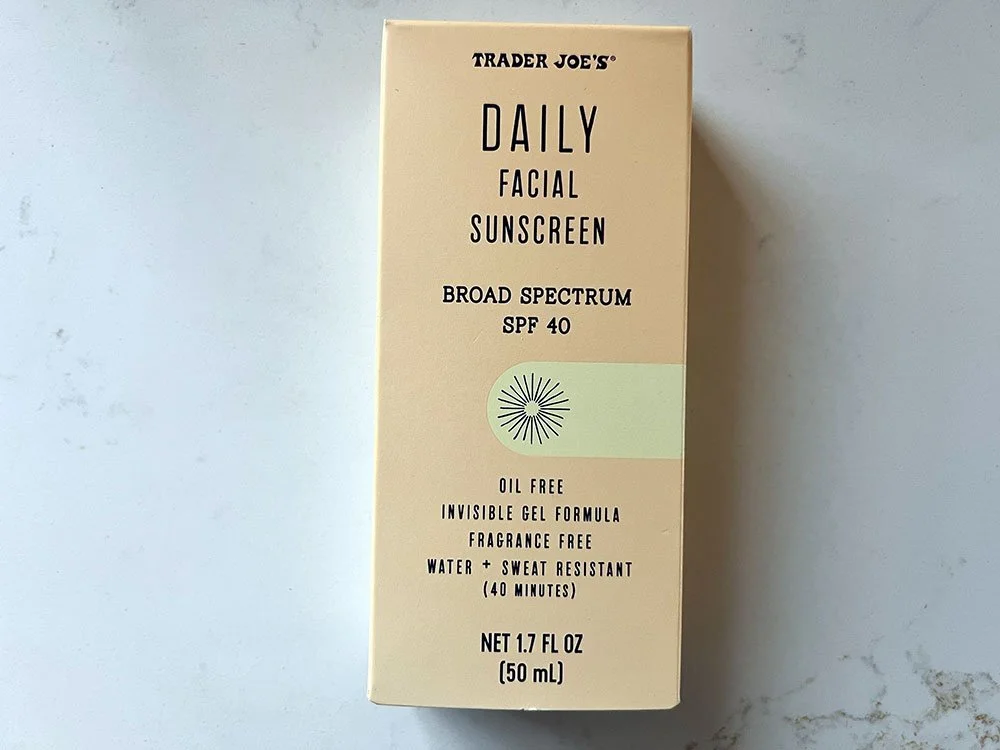 TRADER JOE'S®
DAILY
FACIAL
SUNSCREEN
BROAD SPECTRUM
SPF 40
OIL FREE
INVISIBLE GEL FORMULA
FRAGRANCE FREE
WATER + SWEAT RESISTANT
(40 MINUTES)
NET 1.7 FL OZ
(50 mL)